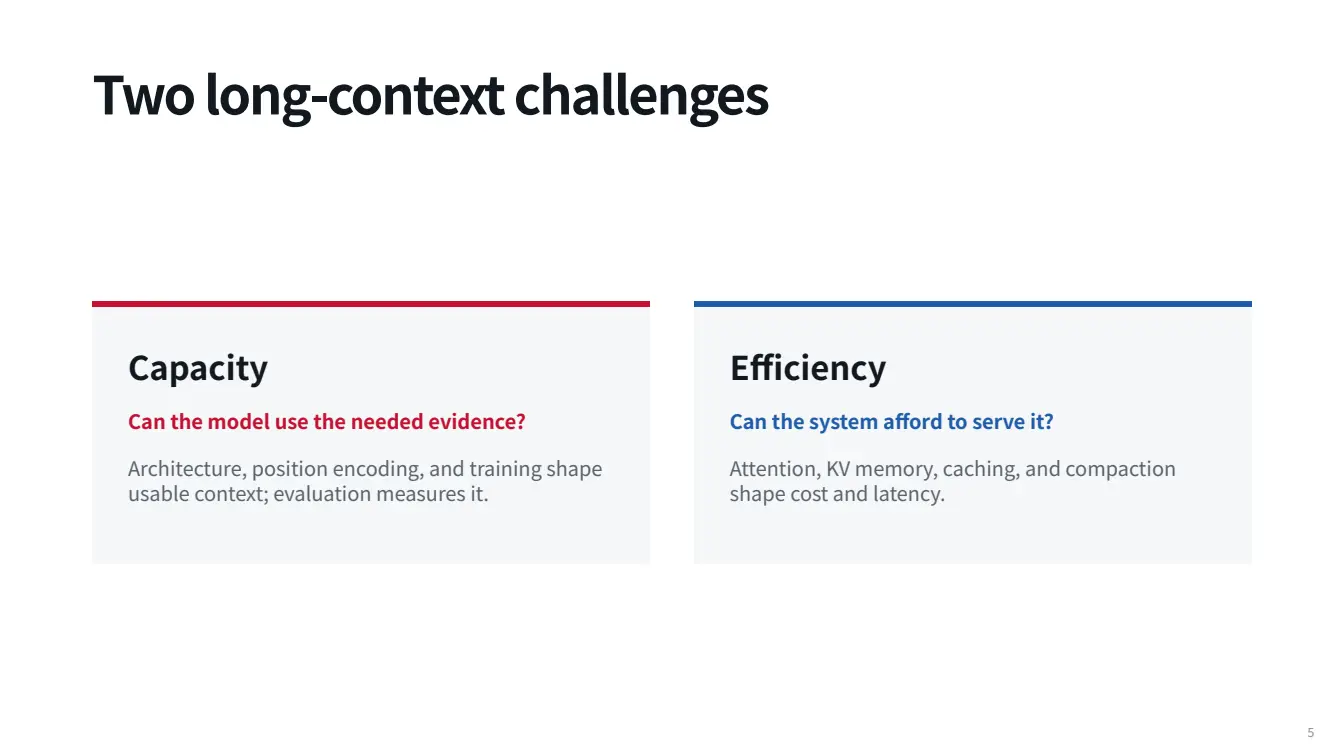 Two long-context challenges
Capacity
Can the model use the needed evidence?
Architecture, position encoding, and training shape
usable context; evaluation measures it.
Efficiency
Can the system afford to serve it?
Attention, KV memory, caching, and compaction
shape cost and latency.
5